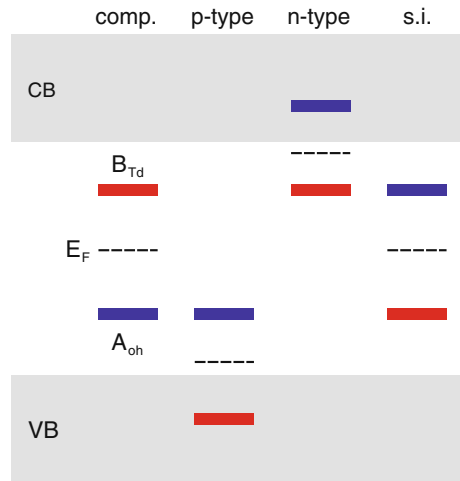 comp. p-type n-type s.i.
CB
B_Td
E_F
A_oh
VB